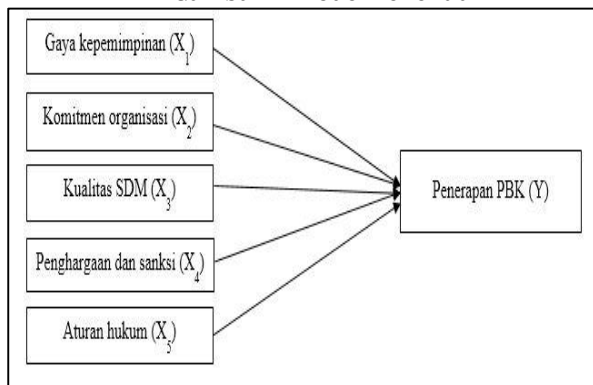 Gaya kepemimpinan (X₁)
Komitmen organisasi (X₂)
Kualitas SDM (X₃)
Penghargaan dan sanksi (X₄)
Aturan hukum (X₅)
Penerapan PBK (Y)